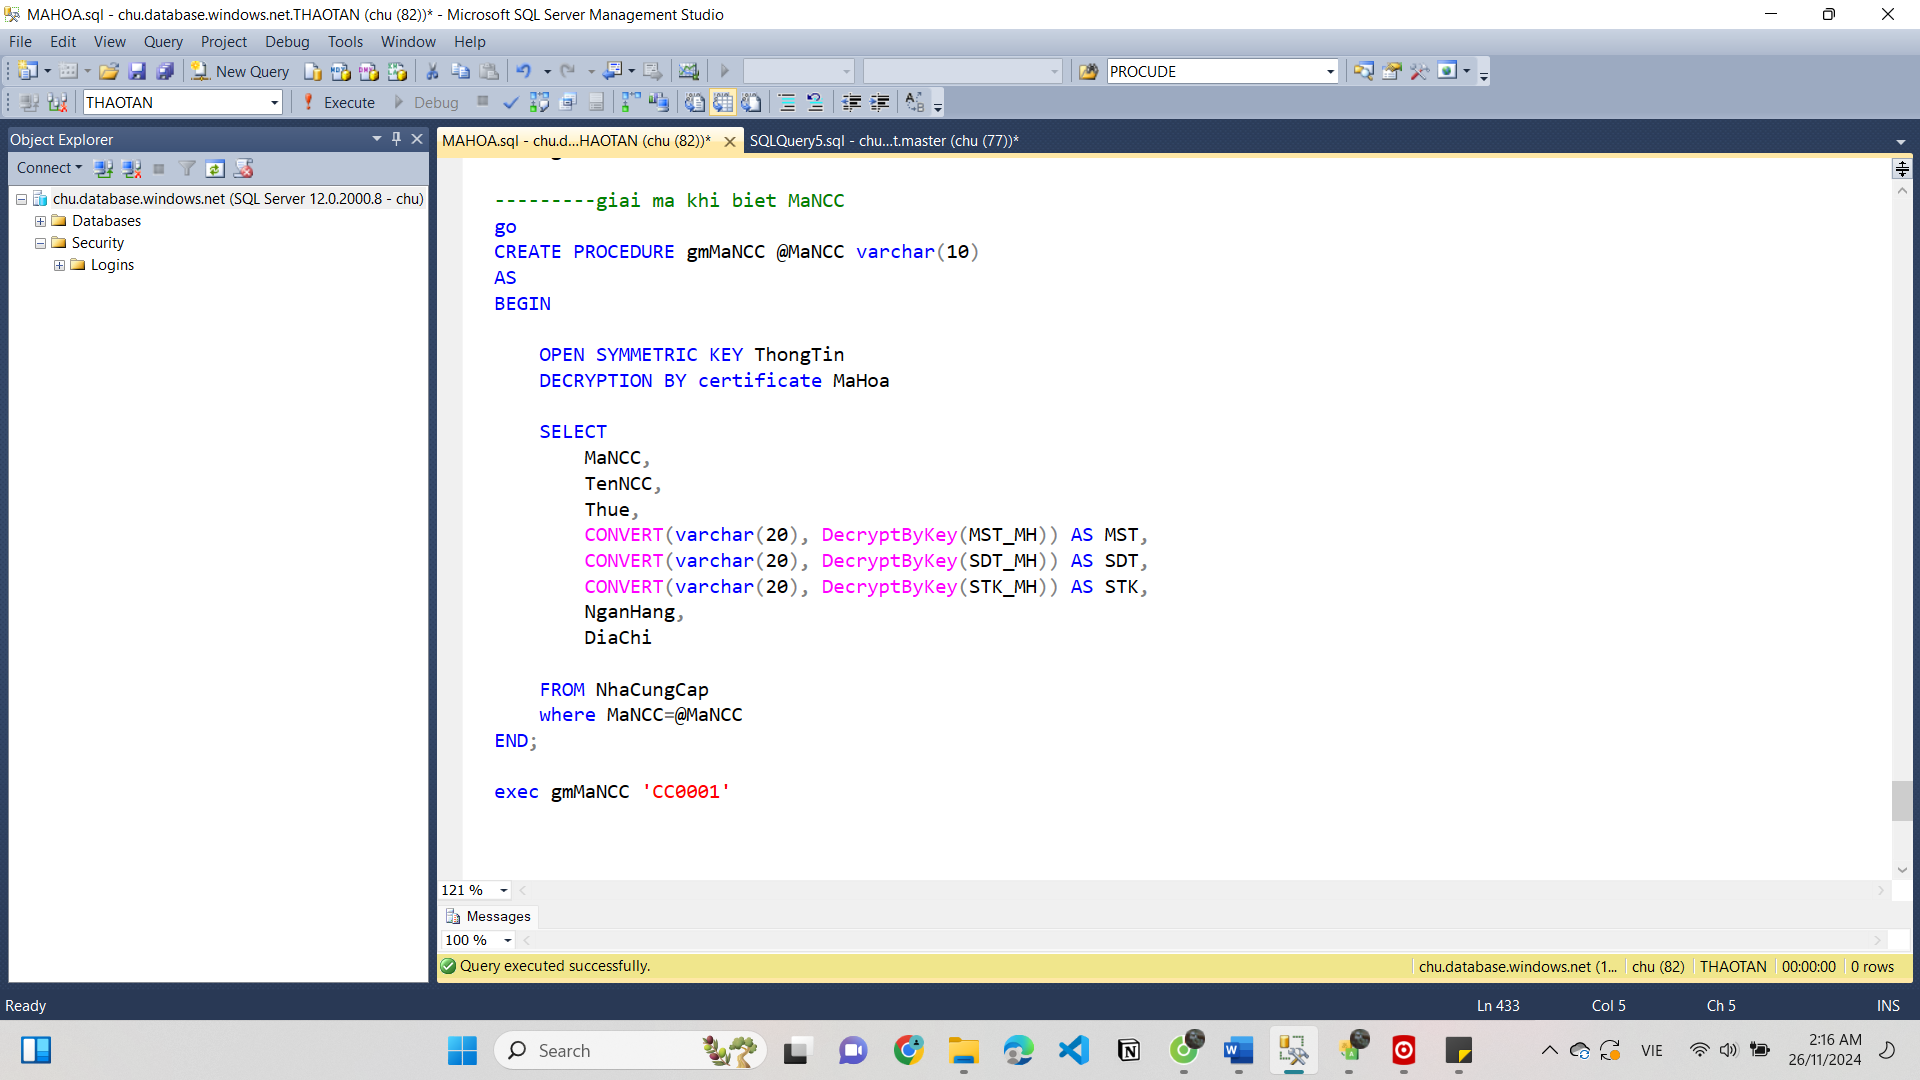 MAHOA.sql - chu.database.windows.net.THAOTAN (chu (82))* - Microsoft SQL Server Management Studio
File Edit View Query Project Debug Tools Window Help
New Query PROCUDE
THAOTAN Execute Debug
Object Explorer
Connect
chu.database.windows.net (SQL Server 12.0.2000.8 - chu)
Databases
Security
Logins
MAHOA.sql - chu.d...HAOTAN (chu (82))* SQLQuery5.sql - chu...t.master (chu (77))*
---------giai ma khi biet MaNCC
go
CREATE PROCEDURE gmMaNCC @MaNCC varchar(10)
AS
BEGIN
OPEN SYMMETRIC KEY ThongTin
DECRYPTION BY certificate MaHoa
SELECT
MaNCC,
TenNCC,
Thue,
CONVERT(varchar(20), DecryptByKey(MST_MH)) AS MST,
CONVERT(varchar(20), DecryptByKey(SDT_MH)) AS SDT,
CONVERT(varchar(20), DecryptByKey(STK_MH)) AS STK,
NganHang,
DiaChi
FROM NhaCungCap
where MaNCC=@MaNCC
END;
exec gmMaNCC 'CC0001'
121 %
Messages
100 %
Query executed successfully. chu.database.windows.net (1... chu (82) THAOTAN 00:00:00 0 rows
Ready Ln 433 Col 5 Ch 5 INS
Search VIE 2:16 AM
26/11/2024